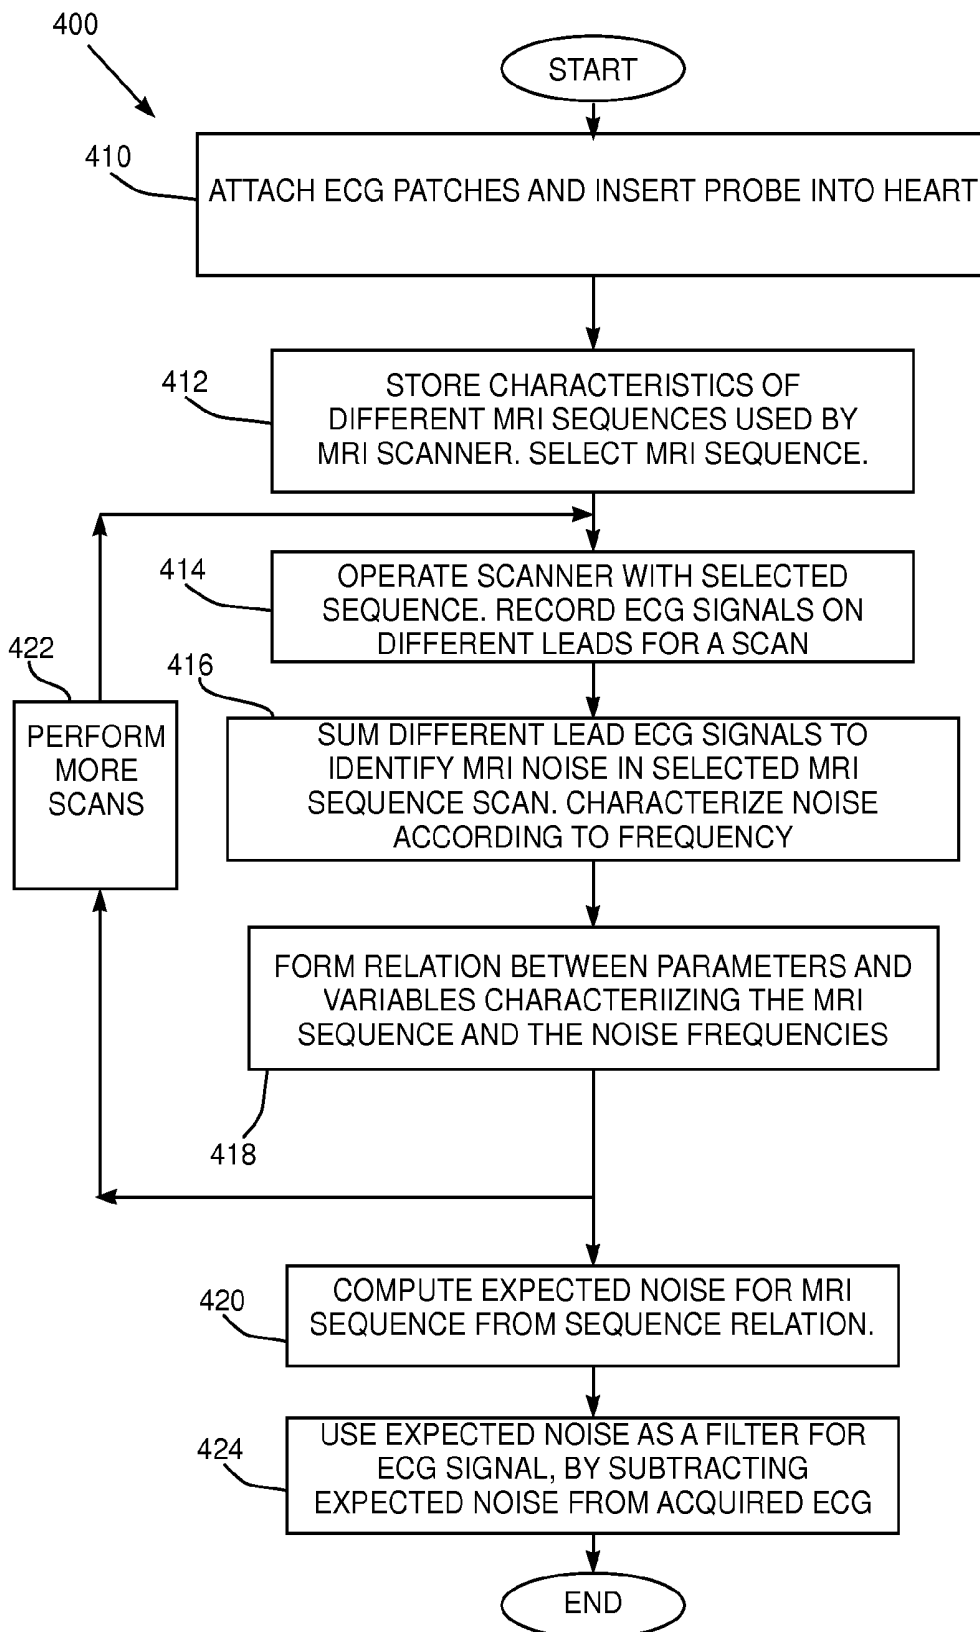 400
START
410
ATTACH ECG PATCHES AND INSERT PROBE INTO HEART
412
STORE CHARACTERISTICS OF
DIFFERENT MRI SEQUENCES USED BY
MRI SCANNER. SELECT MRI SEQUENCE.
414
OPERATE SCANNER WITH SELECTED
SEQUENCE. RECORD ECG SIGNALS ON
DIFFERENT LEADS FOR A SCAN
422
PERFORM
MORE
SCANS
416
SUM DIFFERENT LEAD ECG SIGNALS TO
IDENTIFY MRI NOISE IN SELECTED MRI
SEQUENCE SCAN. CHARACTERIZE NOISE
ACCORDING TO FREQUENCY
FORM RELATION BETWEEN PARAMETERS AND
VARIABLES CHARACTERIIZING THE MRI
SEQUENCE AND THE NOISE FREQUENCIES
418
420
COMPUTE EXPECTED NOISE FOR MRI
SEQUENCE FROM SEQUENCE RELATION.
424
USE EXPECTED NOISE AS A FILTER FOR
ECG SIGNAL, BY SUBTRACTING
EXPECTED NOISE FROM ACQUIRED ECG
END